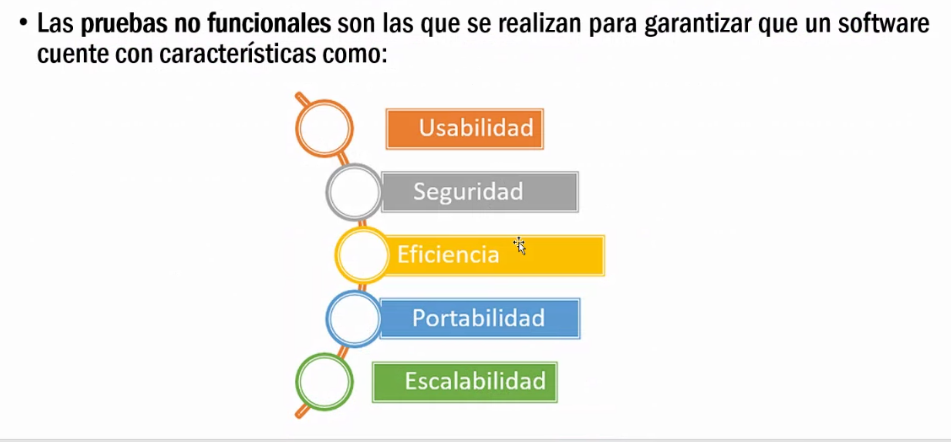 • Las pruebas no funcionales son las que se realizan para garantizar que un software
cuente con características como:
Usabilidad
Seguridad
Eficiencia
Portabilidad
Escalabilidad